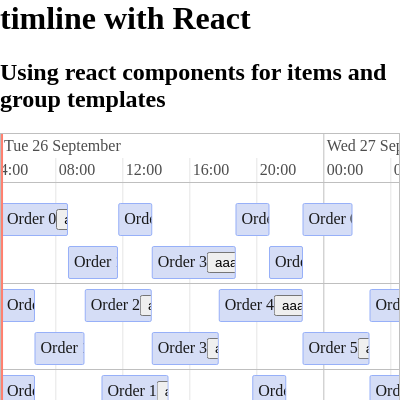 timline with React
Using react components for items and
group templates
Tue 26 September Wed 27 Sep
4:00 08:00 12:00 16:00 20:00 00:00
Order 0 Orde Orde Order
Order Order 3 aaa Orde
Orde Order 2 Order 4 aaa Orde
Order Order 3 Order 5
Orde Order 1 Orde Orde